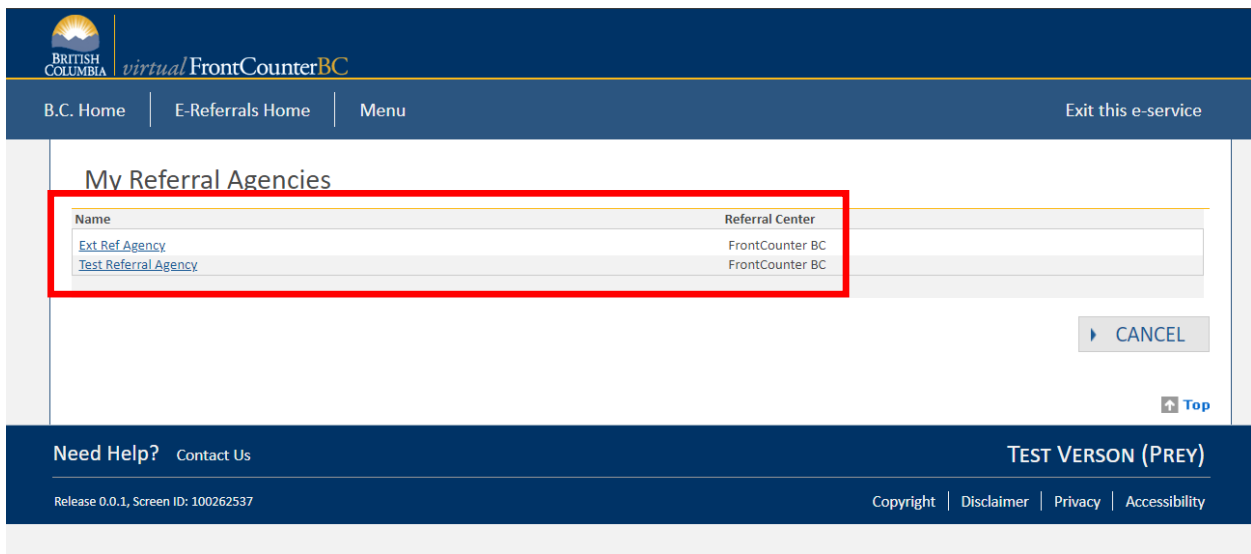 BRITISH
COLUMBIA
virtual FrontCounterBC
B.C. Home E-Referrals Home Menu Exit this e-service
My Referral Agencies
Name Referral Center
Ext Ref Agency FrontCounter BC
Test Referral Agency FrontCounter BC
CANCEL
Top
Need Help? Contact Us TEST VERSON (PREY)
Release 0.0.1, Screen ID: 100262537 Copyright Disclaimer Privacy Accessibility